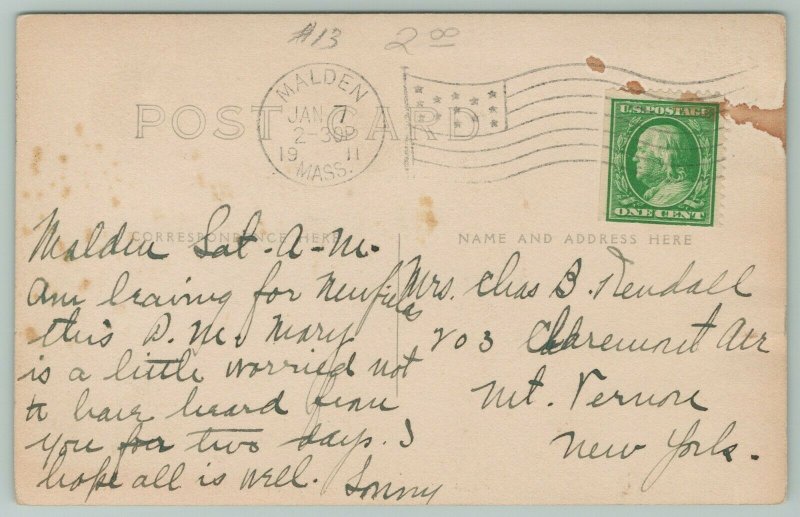 #13 2.00
MALDEN
JAN 7
2-30P
19 11
MASS.
POST CARD
U.S. POSTAGE
ONE CENT
CORRESPONDENCE HERE
NAME AND ADDRESS HERE
Malden Sat - A - M -
Am leaving for Newfields
this P.M. Mary
is a little worried not
to have heard from
you for two days. I
hope all is well. Sonny
Mrs. Chas B. Kendall
203 Claremont Ave
Mt. Vernon
New York.